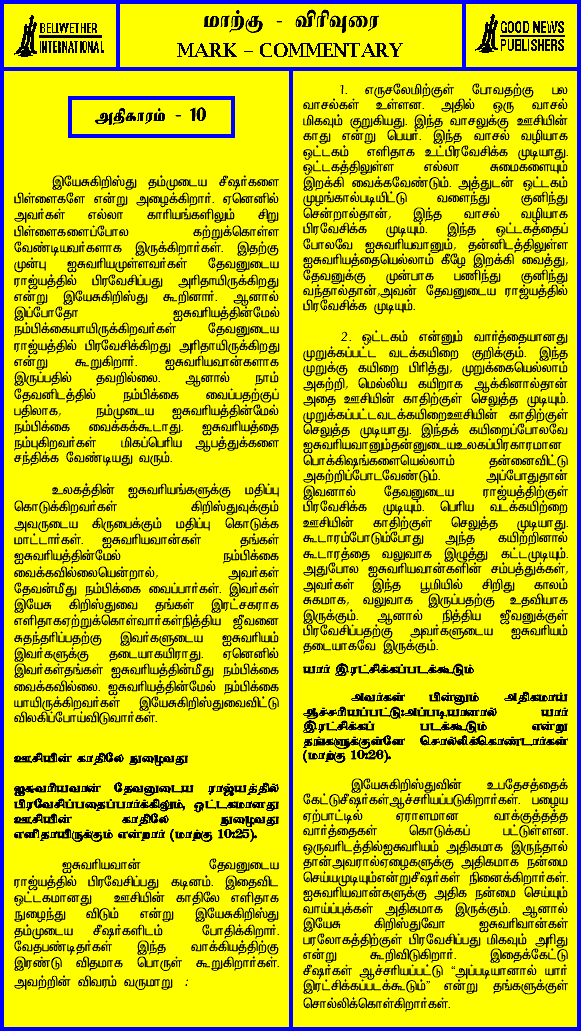 BELLWETHER
INTERNATIONAL
மாற்கு - விரிவுரை
MARK – COMMENTARY
GOOD NEWS
PUBLISHERS
அதிகாரம் - 10
இயேசுகிறிஸ்து தம்முடைய சீஷர்களை
பிள்ளைகளே என்று அழைக்கிறார். ஏனெனில்
அவர்கள் எல்லா காரியங்களிலும் சிறு
பிள்ளைகளைப்போல கற்றுக்கொள்ள
வேண்டியவர்களாக இருக்கிறார்கள். இதற்கு
முன்பு ஐசுவரியமுள்ளவர்கள் தேவனுடைய
ராஜ்யத்தில் பிரவேசிப்பது அரிதாயிருக்கிறது
என்று இயேசுகிறிஸ்து கூறினார். ஆனால்
இப்போதோ ஐசுவரியத்தின்மேல்
நம்பிக்கையாயிருக்கிறவர்கள் தேவனுடைய
ராஜ்யத்தில் பிரவேசிக்கிறது அரிதாயிருக்கிறது
என்று கூறுகிறார். ஐசுவரியவான்களாக
இருப்பதில் தவறில்லை. ஆனால் நாம்
தேவனிடத்தில் நம்பிக்கை வைப்பதற்குப்
பதிலாக, நம்முடைய ஐசுவரியத்தின்மேல்
நம்பிக்கை வைக்கக்கூடாது. ஐசுவரியத்தை
நம்புகிறவர்கள் மிகப்பெரிய ஆபத்துக்களை
சந்திக்க வேண்டியது வரும்.
உலகத்தின் ஐசுவரியங்களுக்கு மதிப்பு
கொடுக்கிறவர்கள் கிறிஸ்துவுக்கும்
அவருடைய கிருபைக்கும் மதிப்பு கொடுக்க
மாட்டார்கள். ஐசுவரியவான்கள் தங்கள்
ஐசுவரியத்தின்மேல் நம்பிக்கை
வைக்கவில்லையென்றால், அவர்கள்
தேவன்மீது நம்பிக்கை வைப்பார்கள். இவர்கள்
இயேசு கிறிஸ்துவை தங்கள் இரட்சகராக
எளிதாகஏற்றுக்கொள்வார்கள்நித்திய ஜீவனை
சுதந்தரிப்பதற்கு இவர்களுடைய ஐசுவரியம்
இவர்களுக்கு தடையாகயிராது. ஏனெனில்
இவர்கள்தங்கள் ஐசுவரியத்தின்மீது நம்பிக்கை
வைக்கவில்லை. ஐசுவரியத்தின்மேல் நம்பிக்கை
யாயிருக்கிறவர்கள் இயேசுகிறிஸ்துவைவிட்டு
விலகிப்போய்விடுவார்கள்.
ஊசியின் காதிலே நுழைவது
ஐசுவரியவான் தேவனுடைய ராஜ்யத்தில்
பிரவேசிப்பதைப்பார்க்கிலும், ஒட்டகமானது
ஊசியின் காதிலே நுழைவது
எளிதாயிருக்கும் என்றார் (மாற்கு 10:25).
ஐசுவரியவான் தேவனுடைய
ராஜ்யத்தில் பிரவேசிப்பது கடினம். இதைவிட
ஒட்டகமானது ஊசியின் காதிலே எளிதாக
நுழைந்து விடும் என்று இயேசுகிறிஸ்து
தம்முடைய சீஷர்களிடம் போதிக்கிறார்.
வேதபண்டிதர்கள் இந்த வாக்கியத்திற்கு
இரண்டு விதமாக பொருள் கூறுகிறார்கள்.
அவற்றின் விவரம் வருமாறு :
1. எருசலேமிற்குள் போவதற்கு பல
வாசல்கள் உள்ளன. அதில் ஒரு வாசல்
மிகவும் குறுகியது. இந்த வாசலுக்கு ஊசியின்
காது என்று பெயர். இந்த வாசல் வழியாக
ஒட்டகம் எளிதாக உட்பிரவேசிக்க முடியாது.
ஒட்டகத்திலுள்ள எல்லா சுமைகளையும்
இறக்கி வைக்கவேண்டும். அத்துடன் ஒட்டகம்
முழங்கால்படியிட்டு வளைந்து குனிந்து
சென்றால்தான், இந்த வாசல் வழியாக
பிரவேசிக்க முடியும். இந்த ஒட்டகத்தைப்
போலவே ஐசுவரியவானும், தன்னிடத்திலுள்ள
ஐசுவரியத்தையெல்லாம் கீழே இறக்கி வைத்து,
தேவனுக்கு முன்பாக பணிந்து குனிந்து
வந்தால்தான்,அவன் தேவனுடைய ராஜ்யத்தில்
பிரவேசிக்க முடியும்.
2. ஒட்டகம் என்னும் வார்த்தையானது
முறுக்கப்பட்ட வடக்கயிறை குறிக்கும். இந்த
முறுக்கு கயிறை பிரித்து, முறுக்கையெல்லாம்
அகற்றி, மெல்லிய கயிறாக ஆக்கினால்தான்
அதை ஊசியின் காதிற்குள் செலுத்த முடியும்.
முறுக்கப்பட்டவடக்கயிறைஊசியின் காதிற்குள்
செலுத்த முடியாது. இந்தக் கயிறைப்போலவே
ஐசுவரியவானும்தன்னுடையஉலகப்பிரகாரமான
பொக்கிஷங்களையெல்லாம் தன்னைவிட்டு
அகற்றிப்போடவேண்டும். அப்போதுதான்
இவனால் தேவனுடைய ராஜ்யத்திற்குள்
பிரவேசிக்க முடியும். பெரிய வடக்கயிற்றை
ஊசியின் காதிற்குள் செலுத்த முடியாது.
கூடாரம்போடும்போது அந்த கயிற்றினால்
கூடாரத்தை வலுவாக இழுத்து கட்டமுடியும்.
அதுபோல ஐசுவரியவான்களின் சம்பத்துக்கள்,
அவர்கள் இந்த பூமியில் சிறிது காலம்
சுகமாக, வலுவாக இருப்பதற்கு உதவியாக
இருக்கும். ஆனால் நித்திய ஜீவனுக்குள்
பிரவேசிப்பதற்கு அவர்களுடைய ஐசுவரியம்
தடையாகவே இருக்கும்.
யார் இரட்சிக்கப்படக்கூடும்
அவர்கள் பின்னும் அதிகமாய்
ஆச்சரியப்பட்டு:அப்படியானால் யார்
இரட்சிக்கப் படக்கூடும் என்று
தங்களுக்குள்ளே சொல்லிக்கொண்டார்கள்
(மாற்கு 10:26).
இயேசுகிறிஸ்துவின் உபதேசத்தைக்
கேட்டுசீஷர்கள்ஆச்சரியப்படுகிறார்கள். பழைய
ஏற்பாட்டில் ஏராளமான வாக்குத்தத்த
வார்த்தைகள் கொடுக்கப் பட்டுள்ளன.
ஒருவரிடத்தில்ஐசுவரியம் அதிகமாக இருந்தால்
தான்அவரால்ஏழைகளுக்கு அதிகமாக நன்மை
செய்யமுடியும்என்றுசீஷர்கள் நினைக்கிறார்கள்.
ஐசுவரியவான்களுக்கு அதிக நன்மை செய்யும்
வாய்ப்புக்கள் அதிகமாக இருக்கும். ஆனால்
இயேசு கிறிஸ்துவோ ஐசுவரியவான்கள்
பரலோகத்திற்குள் பிரவேசிப்பது மிகவும் அரிது
என்று கூறிவிடுகிறார். இதைக்கேட்டு
சீஷர்கள் ஆச்சரியப்பட்டு “அப்படியானால் யார்
இரட்சிக்கப்படக்கூடும்” என்று தங்களுக்குள்
சொல்லிக்கொள்கிறார்கள்.